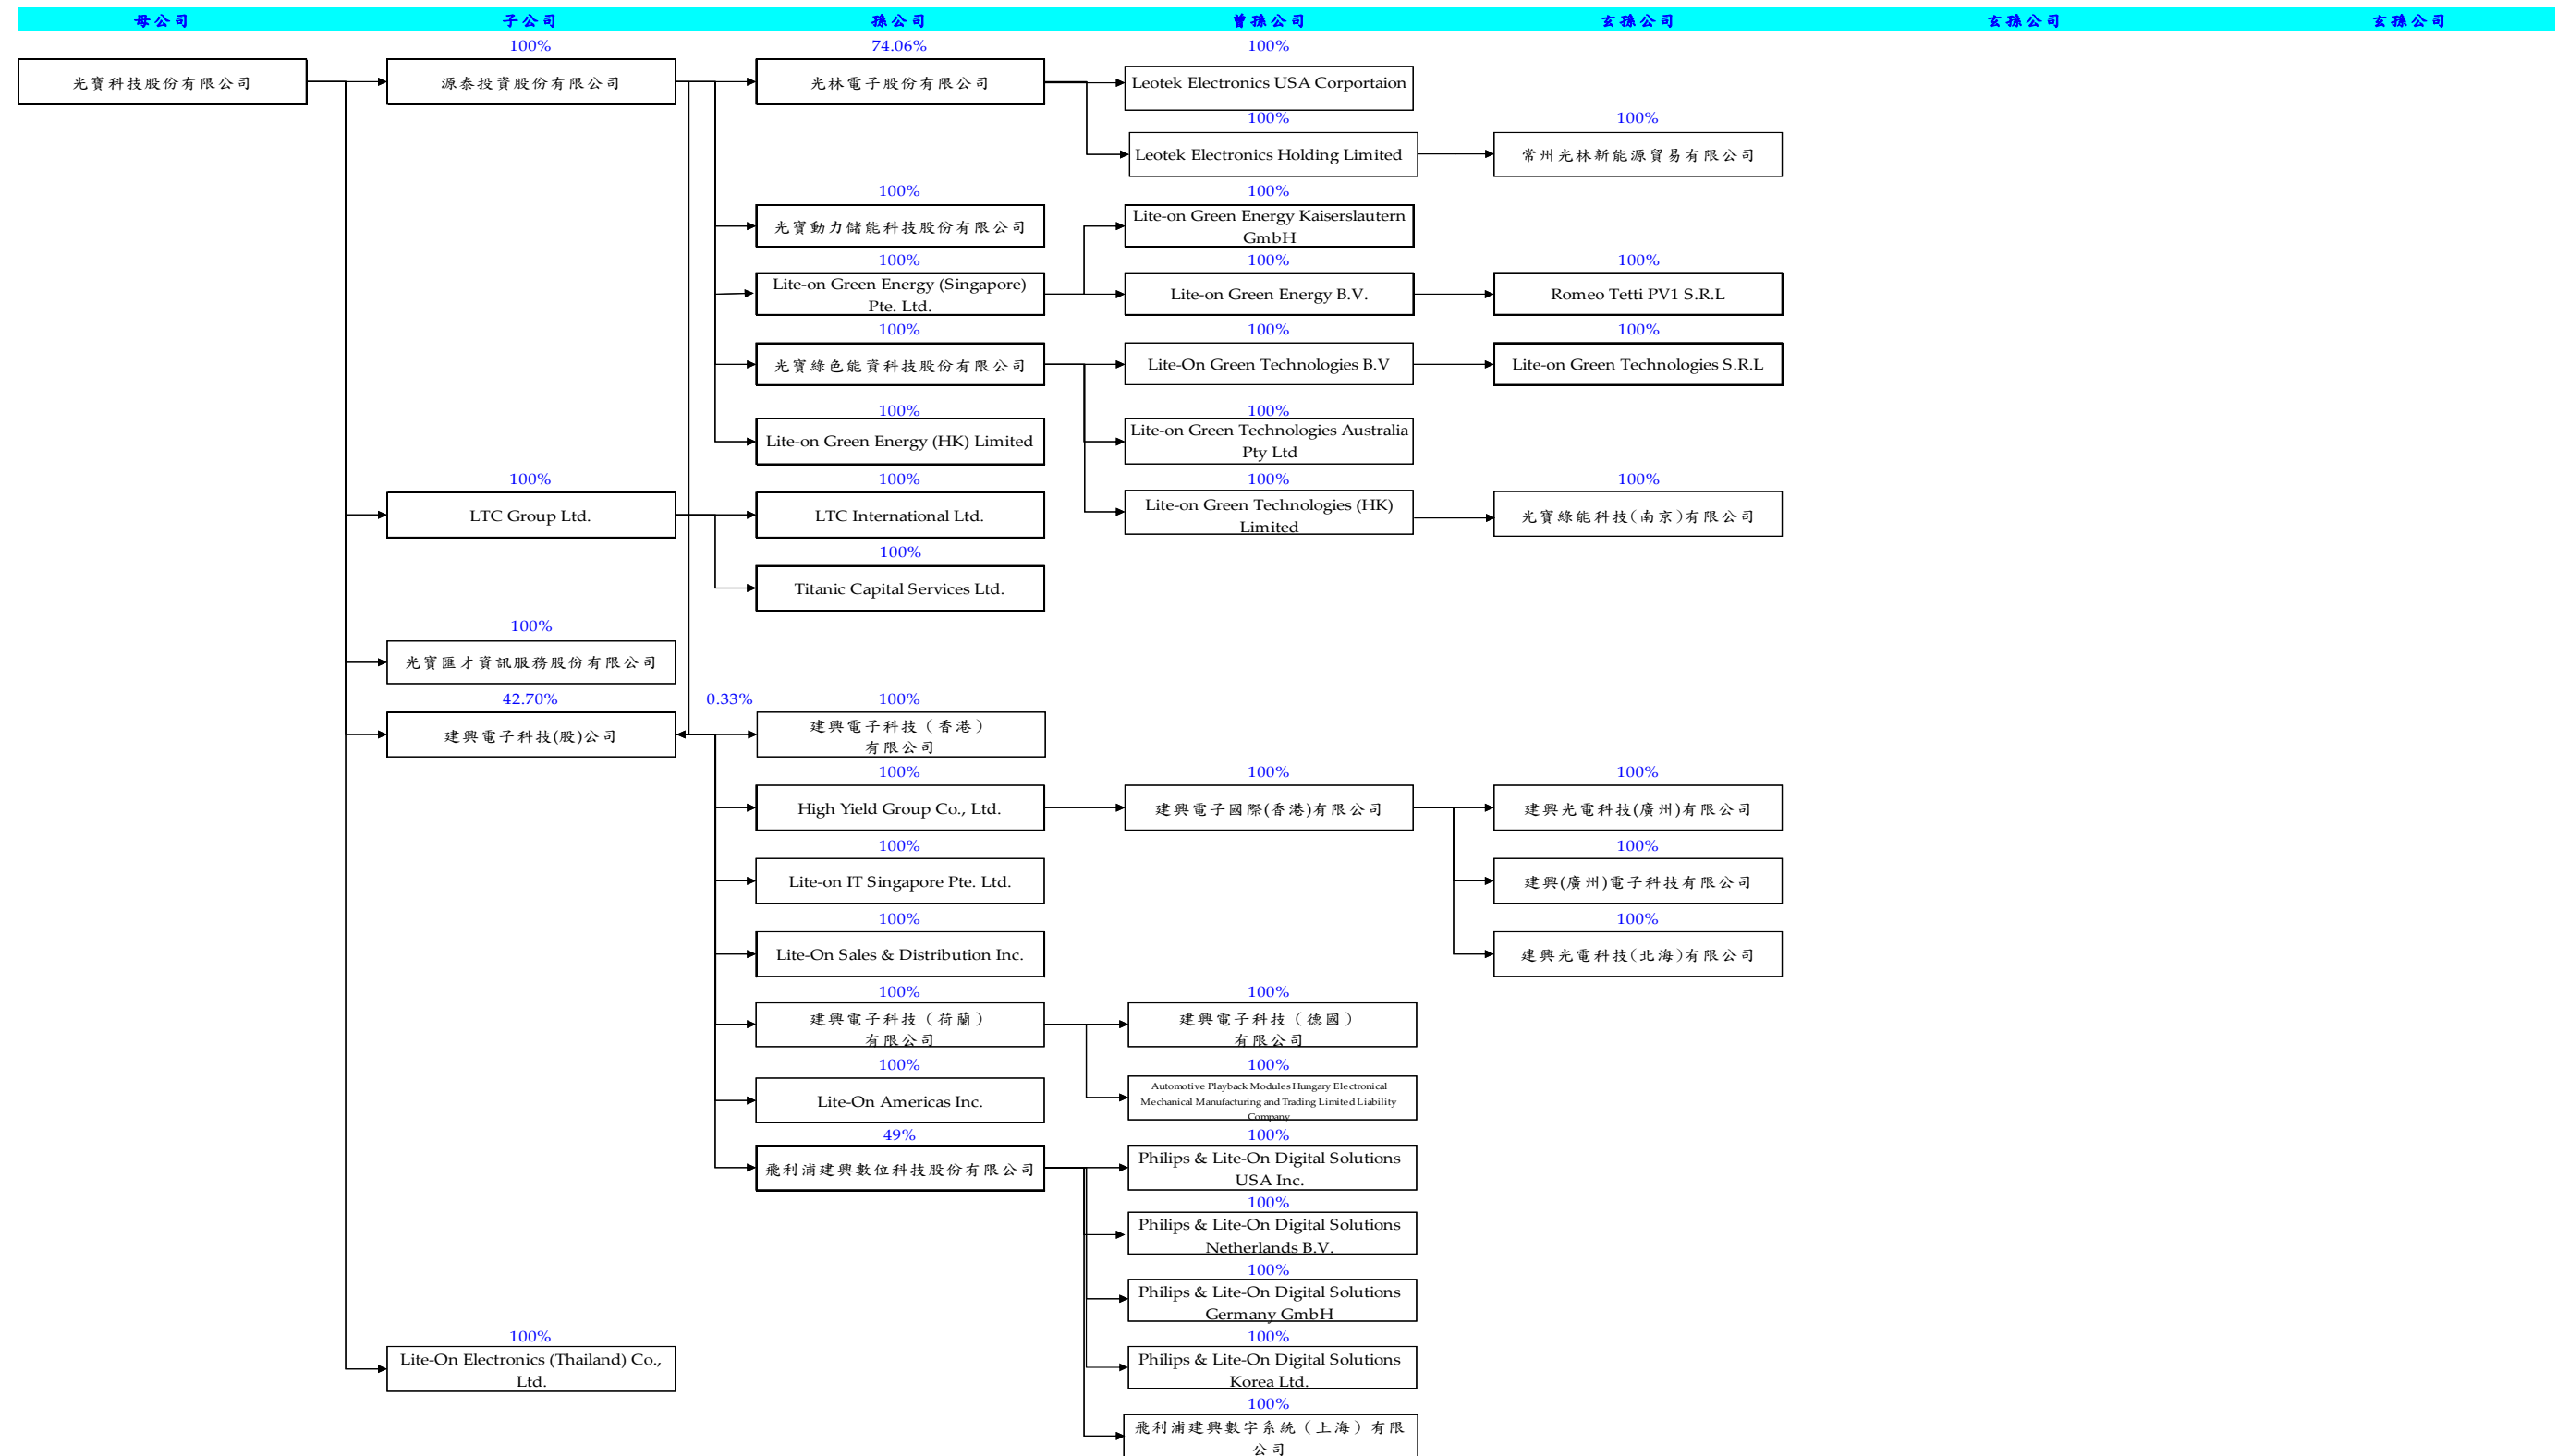 母公司 子公司 孫公司 曾孫公司 玄孫公司 玄孫公司 玄孫公司
100% 74.06% 100%
光寶科技股份有限公司 源泰投資股份有限公司 光林電子股份有限公司 Leotek Electronics USA Corportaion
100% 100%
Leotek Electronics Holding Limited 常州光林新能源貿易有限公司
100% 100%
光寶動力儲能科技股份有限公司
Lite-on Green Energy Kaiserslautern
GmbH
100% 100% 100%
Lite-on Green Energy (Singapore)
Pte. Ltd.
Lite-on Green Energy B.V. Romeo Tetti PV1 S.R.L
100% 100% 100%
光寶綠色能資科技股份有限公司 Lite-On Green Technologies B.V Lite-on Green Technologies S.R.L
100% 100%
Lite-on Green Energy (HK) Limited
Lite-on Green Technologies Australia
Pty Ltd
100% 100% 100% 100%
LTC Group Ltd. LTC International Ltd.
Lite-on Green Technologies (HK)
Limited
光寶綠能科技(南京)有限公司
100%
Titanic Capital Services Ltd.
100%
光寶匯才資訊服務股份有限公司
42.70% 0.33% 100%
建興電子科技(股)公司
建興電子科技（香港）
有限公司
100% 100% 100%
High Yield Group Co., Ltd. 建興電子國際(香港)有限公司 建興光電科技(廣州)有限公司
100% 100%
Lite-on IT Singapore Pte. Ltd. 建興(廣州)電子科技有限公司
100% 100%
Lite-On Sales & Distribution Inc. 建興光電科技(北海)有限公司
100% 100%
建興電子科技（荷蘭）
有限公司
建興電子科技（德國）
有限公司
100% 100%
Lite-On Americas Inc.
Automotive Playback Modules Hungary Electronical
Mechanical Manufacturing and Trading Limited Liability
Company
49% 100%
飛利浦建興數位科技股份有限公司
Philips & Lite-On Digital Solutions
USA Inc.
100%
Philips & Lite-On Digital Solutions
Netherlands B.V.
100%
Philips & Lite-On Digital Solutions
Germany GmbH
100% 100%
Lite-On Electronics (Thailand) Co.,
Ltd.
Philips & Lite-On Digital Solutions
Korea Ltd.
100%
飛利浦建興數字系統（上海）有限
公司